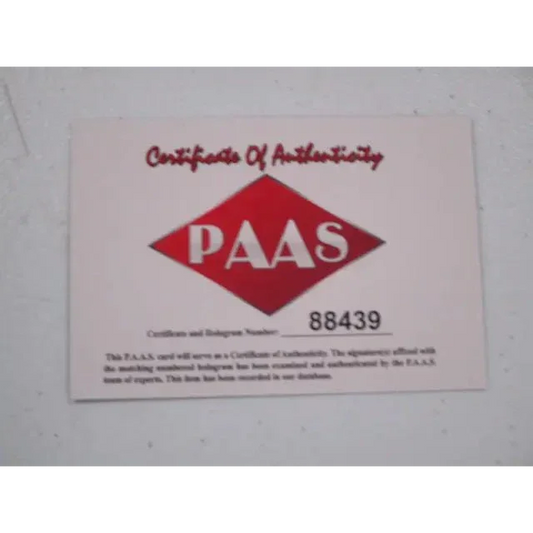 Certificate Of Authenticity
PAAS
Certificate and Hologram Number: 88439
This P.A.A.S. card will serve as a Certificate of Authenticity. The signature(s) affixed with
the matching numbered hologram has been examined and authenticated by the P.A.A.S.
team of experts. This item has been recorded in our database.